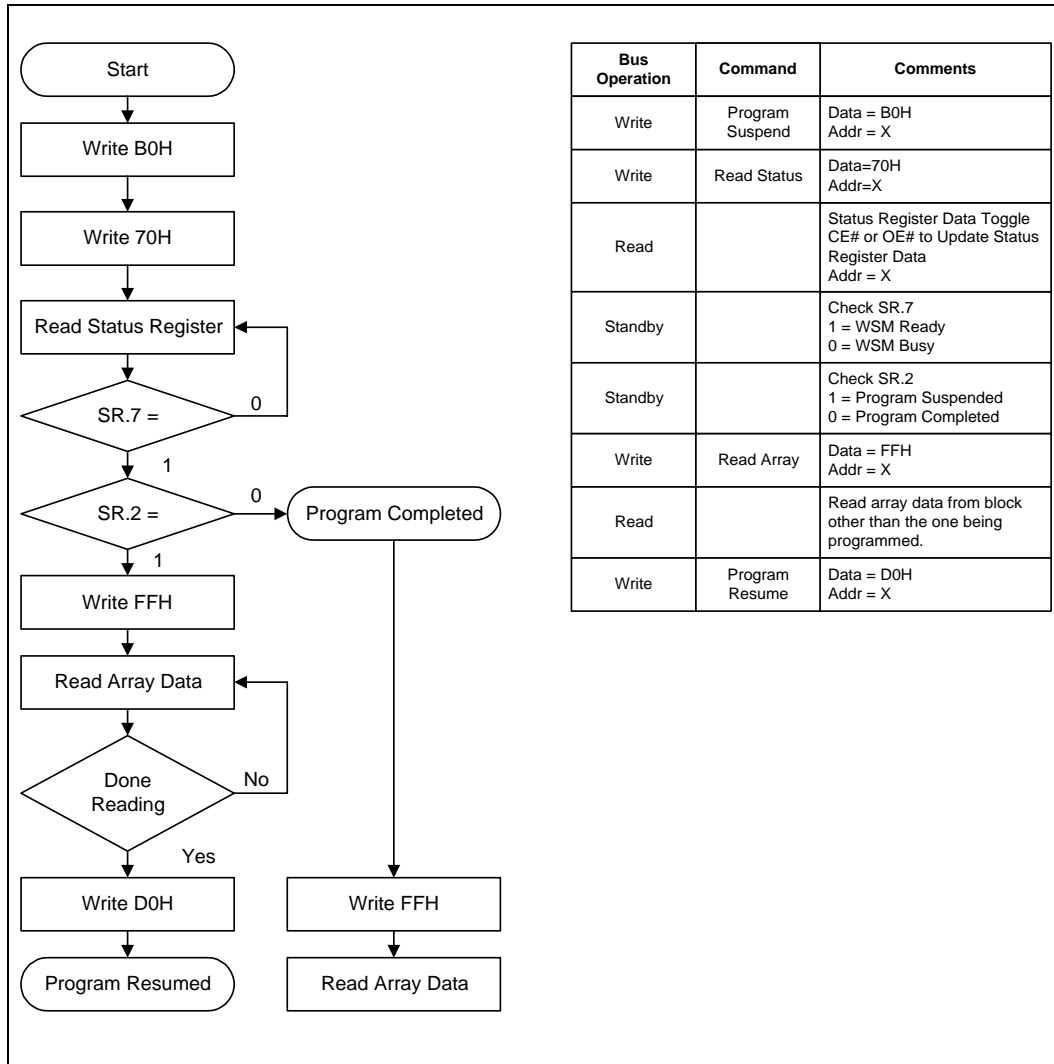 Start
Write B0H
Write 70H
Read Status Register
SR.7 =
0
1
SR.2 =
0
Program Completed
1
Write FFH
Read Array Data
Done
Reading
No
Yes
Write D0H
Write FFH
Program Resumed
Read Array Data
Bus
Operation
Command
Comments
Write
Program
Suspend
Data = B0H
Addr = X
Write
Read Status
Data=70H
Addr=X
Read
Status Register Data Toggle
CE# or OE# to Update Status
Register Data
Addr = X
Standby
Check SR.7
1 = WSM Ready
0 = WSM Busy
Standby
Check SR.2
1 = Program Suspended
0 = Program Completed
Write
Read Array
Data = FFH
Addr = X
Read
Read array data from block
other than the one being
programmed.
Write
Program
Resume
Data = D0H
Addr = X